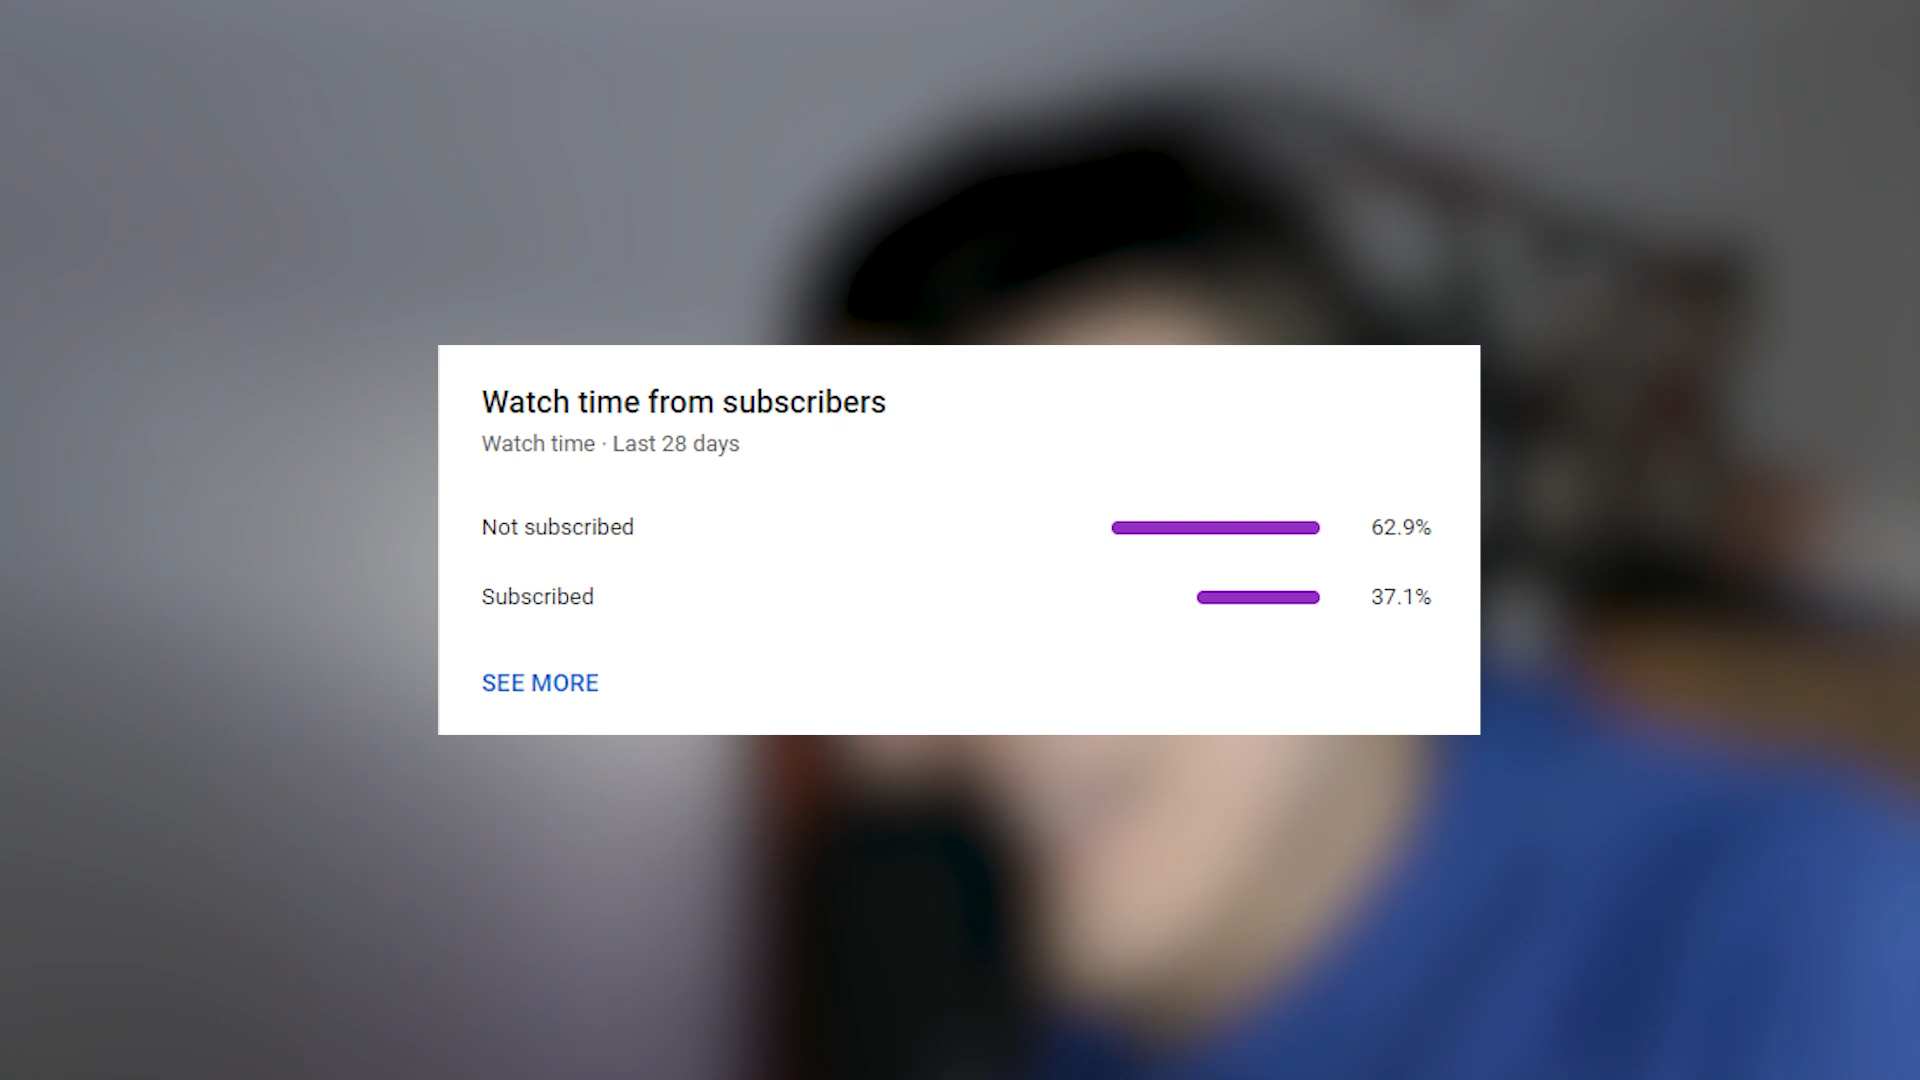 Watch time from subscribers
Watch time · Last 28 days
Not subscribed 62.9%
Subscribed 37.1%
SEE MORE